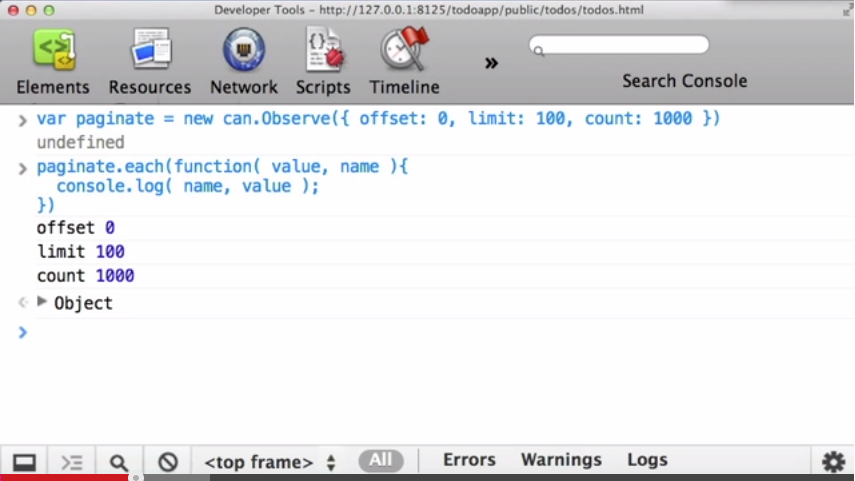 Developer Tools - http://127.0.0.1:8125/todoapp/public/todos/todos.html
Elements Resources Network Scripts Timeline » Search Console
> var paginate = new can.Observe({ offset: 0, limit: 100, count: 1000 })
undefined
> paginate.each(function( value, name ){
console.log( name, value );
})
offset 0
limit 100
count 1000
Object
>
<top frame> All Errors Warnings Logs